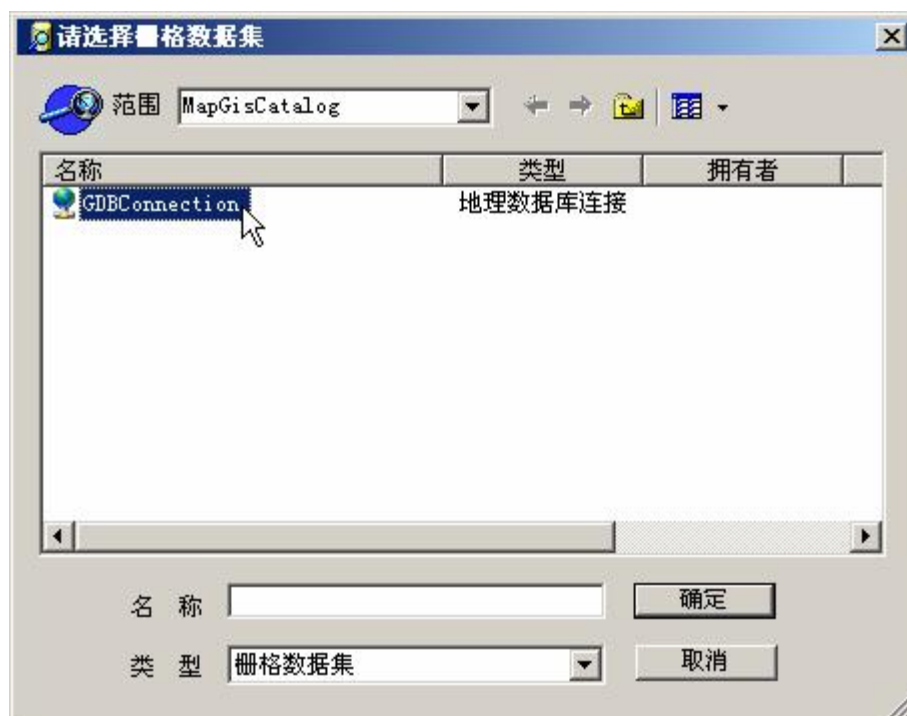 请选择■格数据集
范围 MapGisCatalog
名称 类型 拥有者
GDBConnection 地理数据库连接
名 称 确定
类 型 栅格数据集 取消